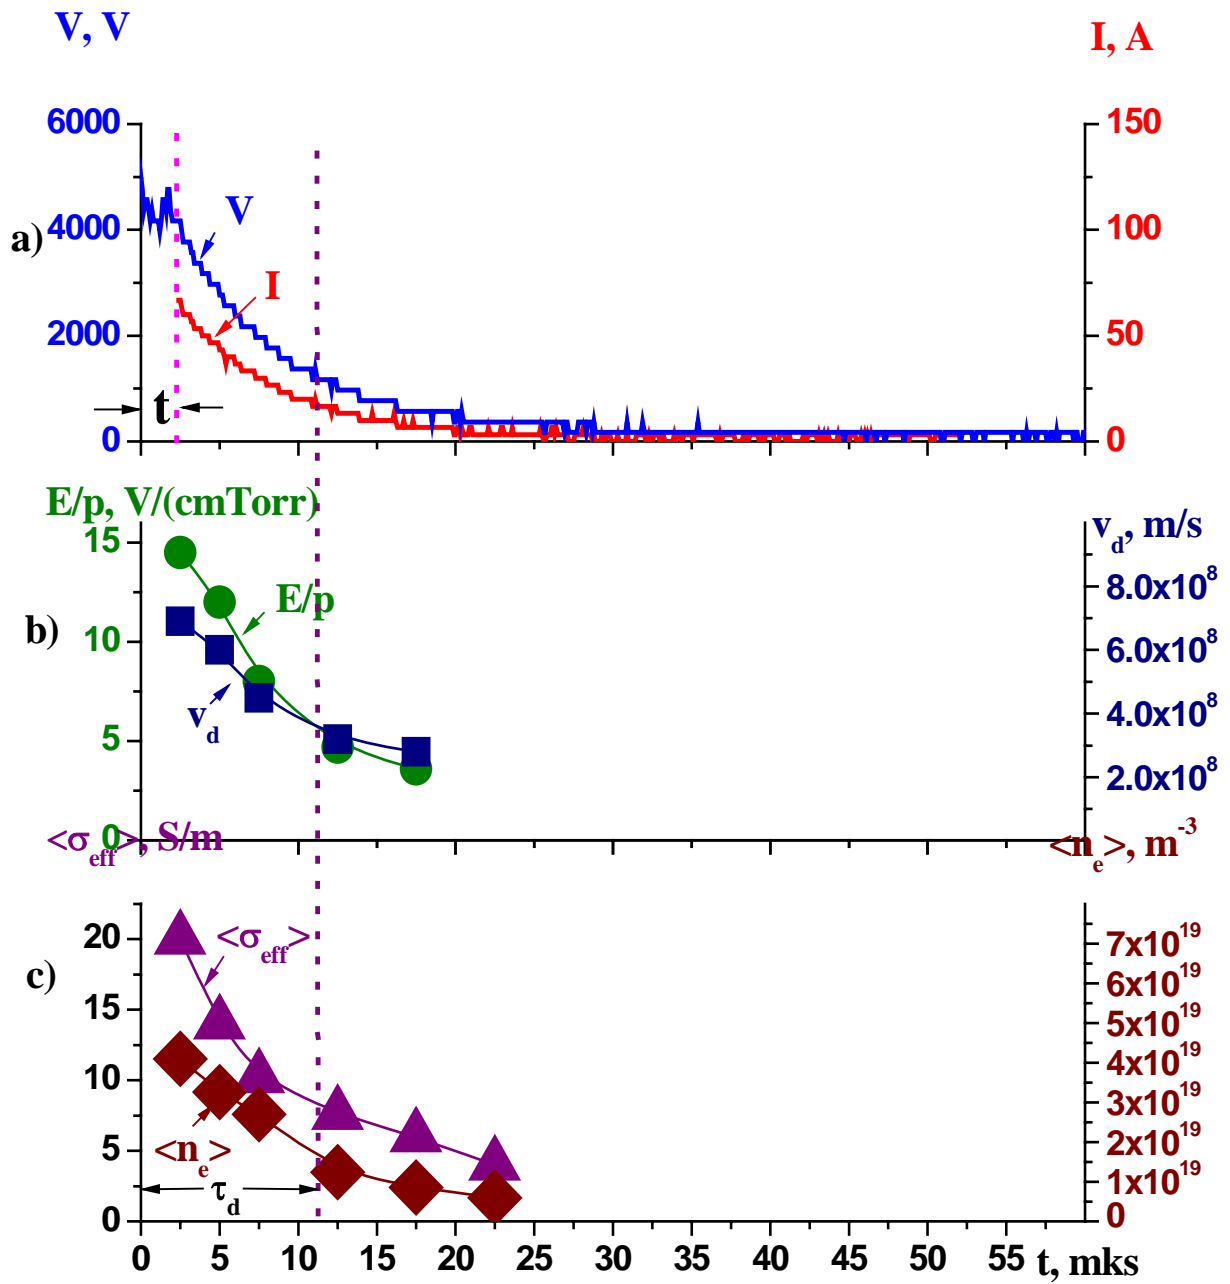 V, V
I, A
6000
150
V
4000
100
a)
I
2000
50
t
0
0
E/p, V/(cmTorr)
v_d, m/s
15
8.0x10^8
E/p
b)
10
6.0x10^8
v_d
4.0x10^8
5
2.0x10^8
0
<σ_eff>, S/m
<n_e>, m^-3
20
<σ_eff>
7x10^19
c)
6x10^19
15
5x10^19
10
4x10^19
3x10^19
5
<n_e>
2x10^19
1x10^19
τ_d
0
0
0 5 10 15 20 25 30 35 40 45 50 55 t, mks